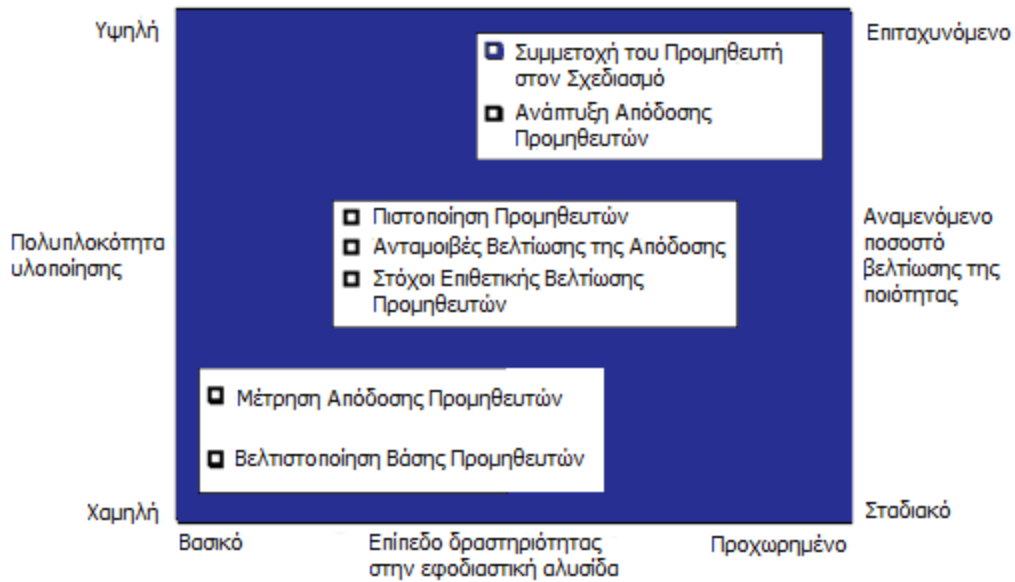 Υψηλή
Επιταχυνόμενο
Συμμετοχή του Προμηθευτή
στον Σχεδιασμό
Ανάπτυξη Απόδοσης
Προμηθευτών
Πολυπλοκότητα
υλοποίησης
Πιστοποίηση Προμηθευτών
Ανταμοιβές Βελτίωσης της Απόδοσης
Στόχοι Επιθετικής Βελτίωσης
Προμηθευτών
Αναμενόμενο
ποσοστό
βελτίωσης της
ποιότητας
Μέτρηση Απόδοσης Προμηθευτών
Βελτιστοποίηση Βάσης Προμηθευτών
Χαμηλή
Σταδιακό
Βασικό
Επίπεδο δραστηριότητας
στην εφοδιαστική αλυσίδα
Προχωρημένο